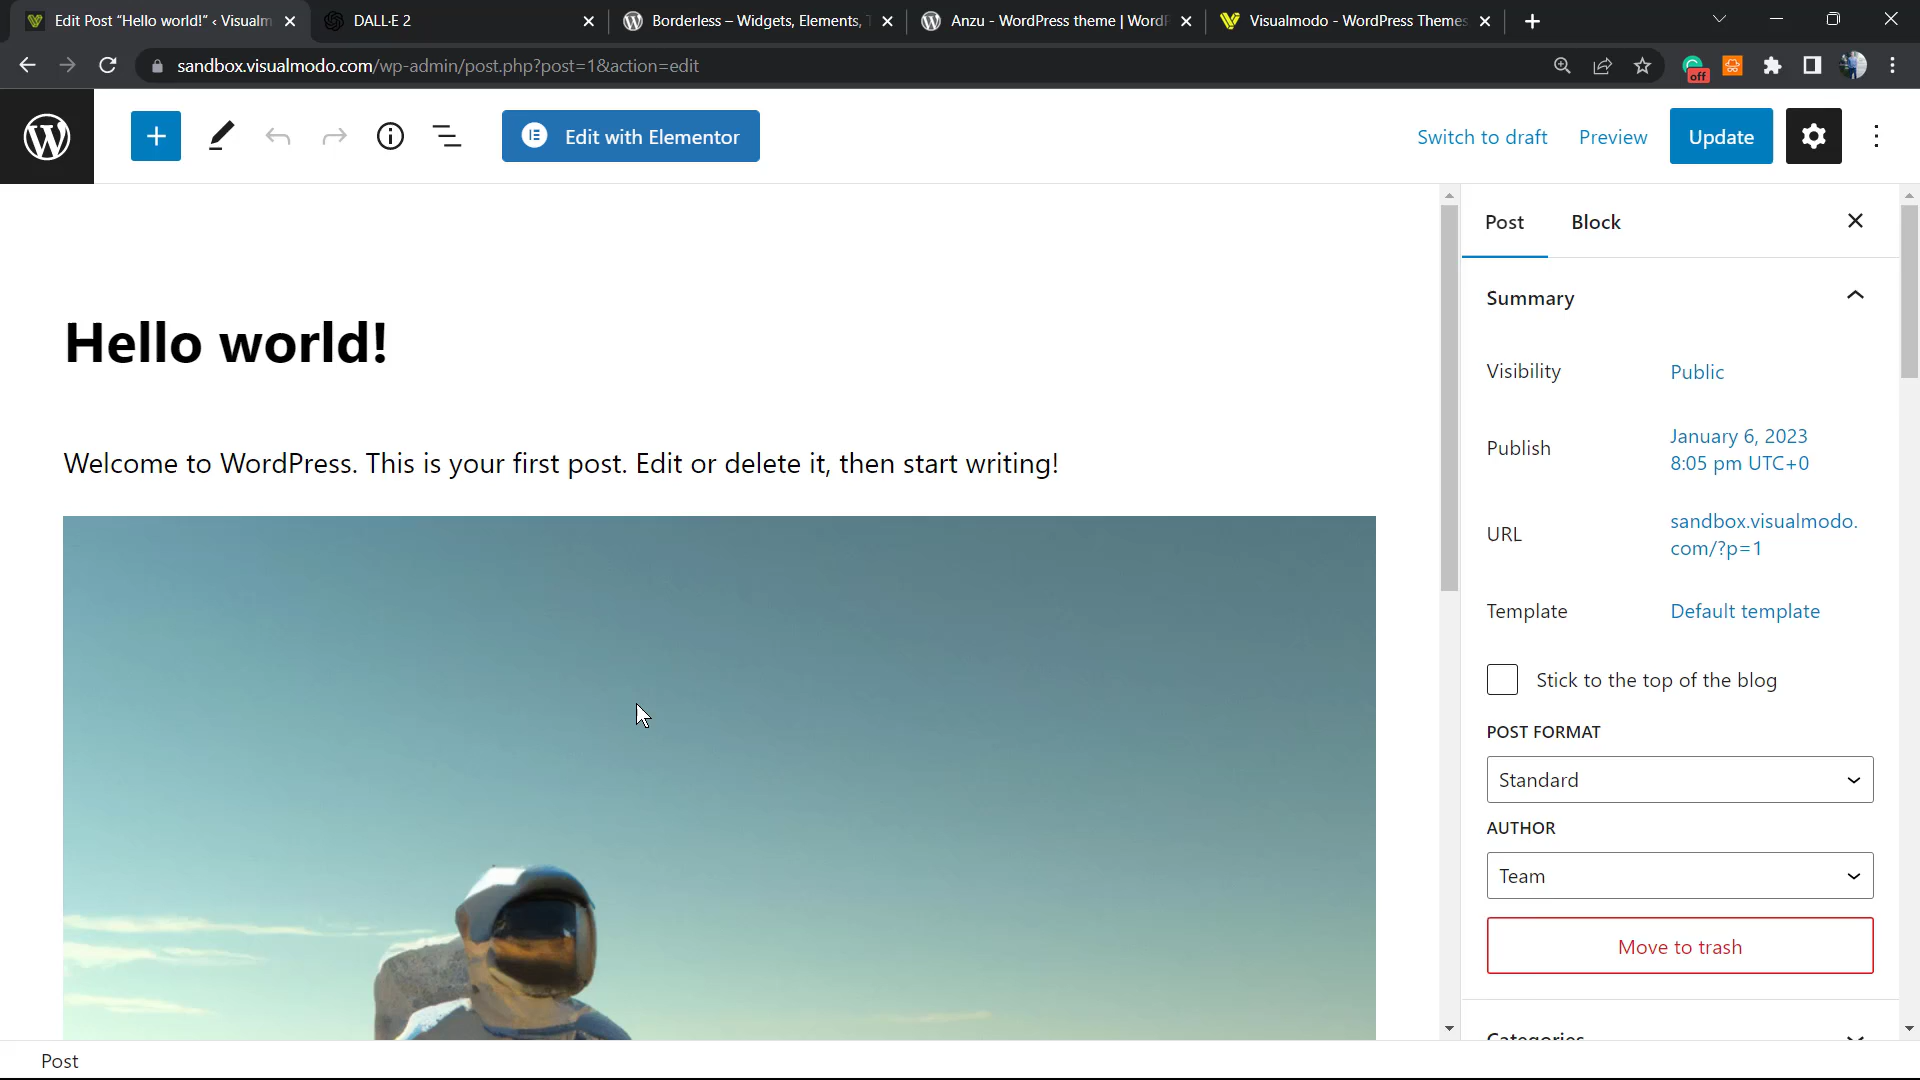 Edit Post “Hello world!” ‹ Visualm
DALL·E 2
Borderless – Widgets, Elements, T
Anzu - WordPress theme | WordP
Visualmodo - WordPress Themes
sandbox.visualmodo.com/wp-admin/post.php?post=1&action=edit
off
Edit with Elementor
Switch to draft
Preview
Update
Post
Block
Summary
Visibility
Public
Publish
January 6, 2023
8:05 pm UTC+0
URL
sandbox.visualmodo.
com/?p=1
Template
Default template
Stick to the top of the blog
POST FORMAT
Standard
AUTHOR
Team
Move to trash
Categories
Hello world!
Welcome to WordPress. This is your first post. Edit or delete it, then start writing!
Post